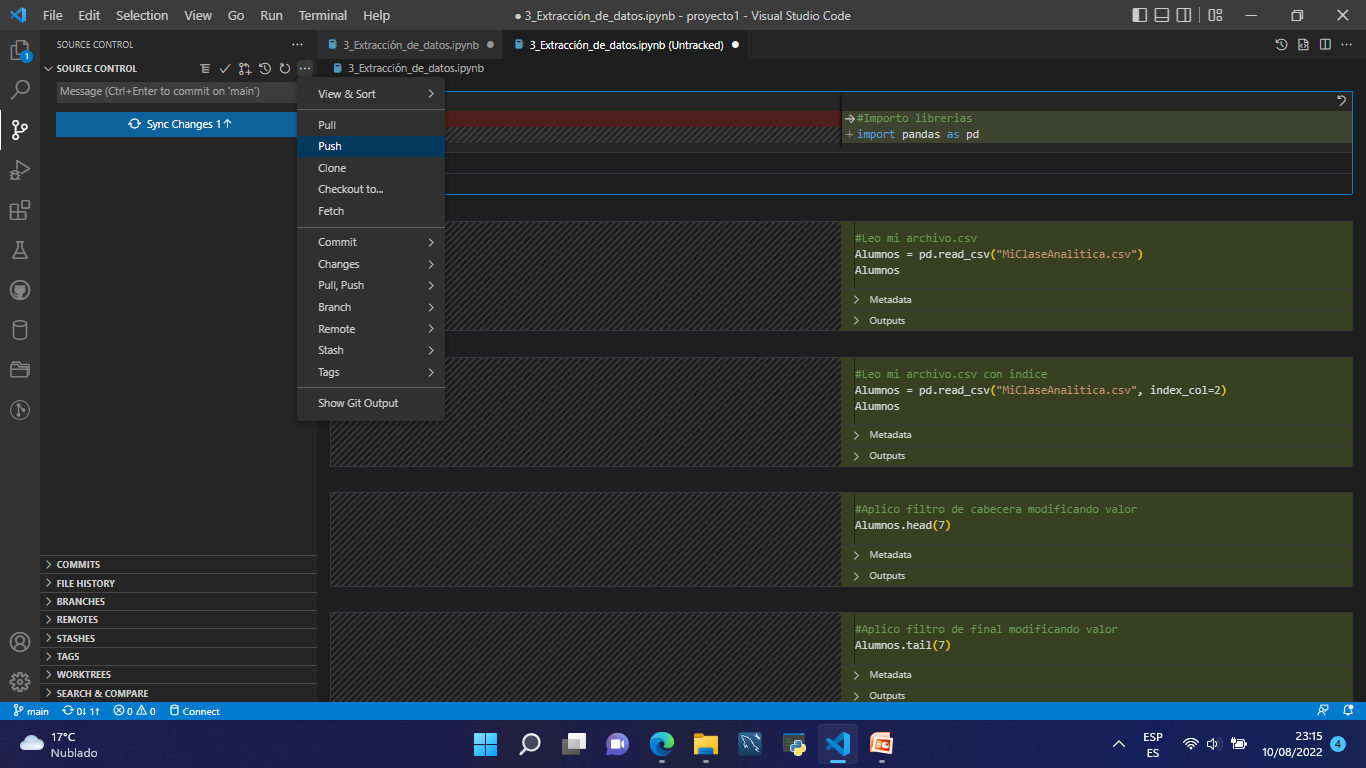 File Edit Selection View Go Run Terminal Help
● 3_Extracción_de_datos.ipynb - proyecto1 - Visual Studio Code
1
SOURCE CONTROL
3_Extracción_de_datos.ipynb
3_Extracción_de_datos.ipynb (Untracked)
SOURCE CONTROL
3_Extracción_de_datos.ipynb
Message (Ctrl+Enter to commit on 'main')
Sync Changes 1↑
View & Sort
Pull
Push
Clone
Checkout to...
Fetch
Commit
Changes
Pull, Push
Branch
Remote
Stash
Tags
Show Git Output
#Importo librerias
+ import pandas as pd
#Leo mi archivo.csv
Alumnos = pd.read_csv("MiClaseAnalitica.csv")
Alumnos
Metadata
Outputs
#Leo mi archivo.csv con indice
Alumnos = pd.read_csv("MiClaseAnalitica.csv", index_col=2)
Alumnos
Metadata
Outputs
#Aplico filtro de cabecera modificando valor
Alumnos.head(7)
Metadata
Outputs
#Aplico filtro de final modificando valor
Alumnos.tail(7)
Metadata
Outputs
COMMITS
FILE HISTORY
BRANCHES
REMOTES
STASHES
TAGS
WORKTREES
SEARCH & COMPARE
main 0↓ 1↑ 0 0 Connect
17°C
Nublado
ESP
ES
23:15
10/08/2022
4